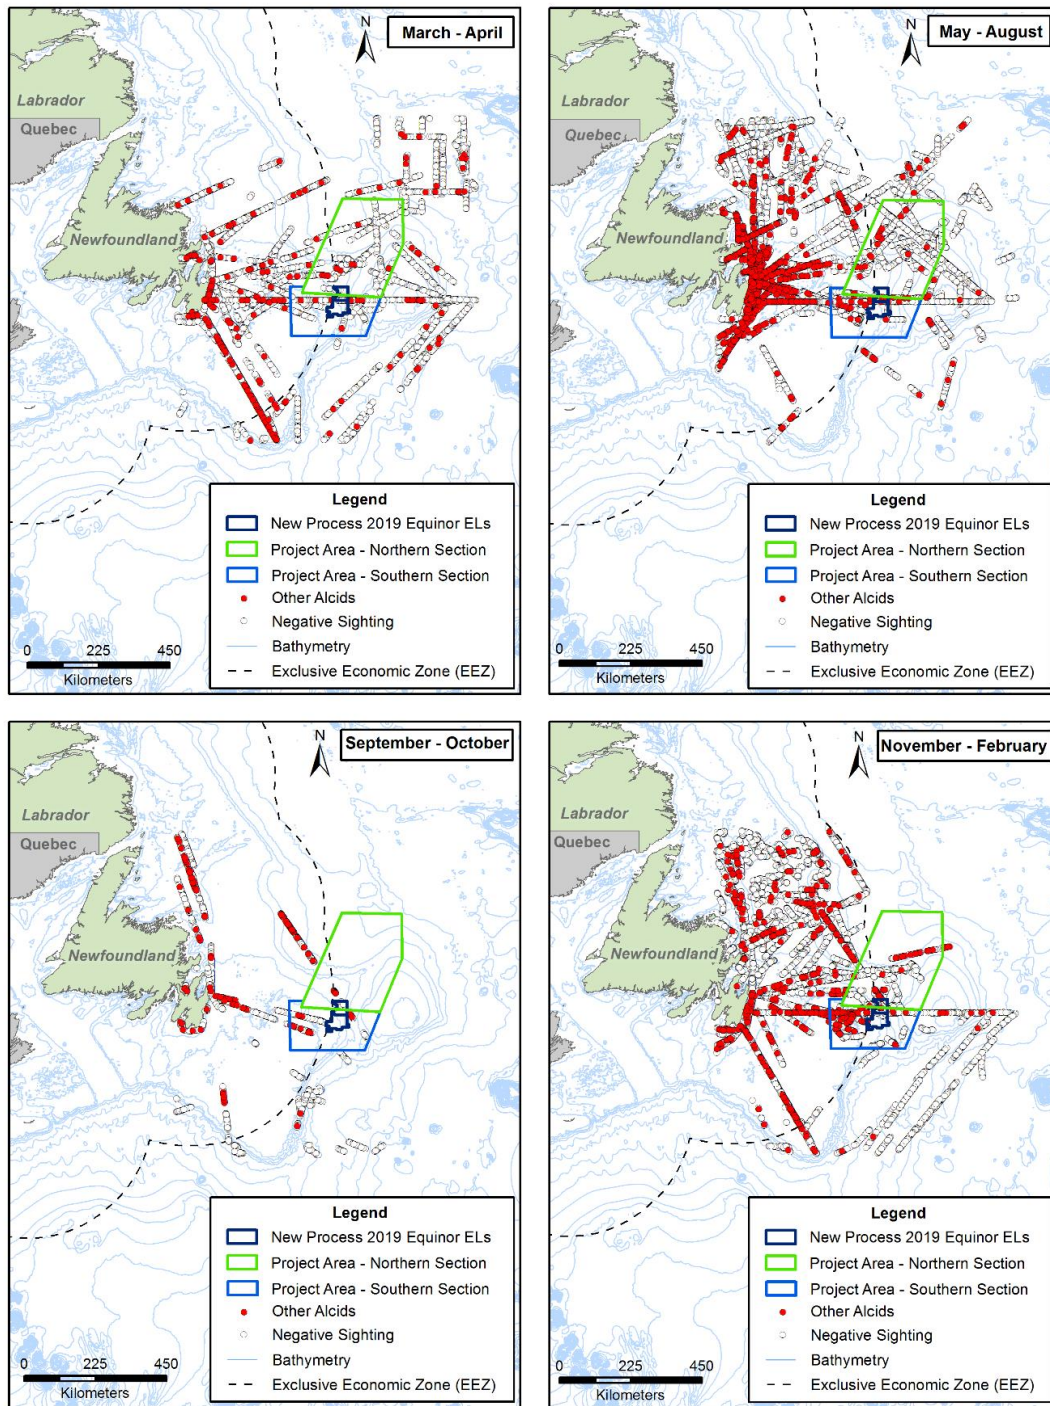 March - April
N
Labrador
Quebec
Newfoundland
Legend
New Process 2019 Equinor ELs
Project Area - Northern Section
Project Area - Southern Section
Other Alcids
Negative Sighting
Bathymetry
Exclusive Economic Zone (EEZ)
0 225 450
Kilometers
May - August
N
Labrador
Quebec
Newfoundland
Legend
New Process 2019 Equinor ELs
Project Area - Northern Section
Project Area - Southern Section
Other Alcids
Negative Sighting
Bathymetry
Exclusive Economic Zone (EEZ)
0 225 450
Kilometers
September - October
N
Labrador
Quebec
Newfoundland
Legend
New Process 2019 Equinor ELs
Project Area - Northern Section
Project Area - Southern Section
Other Alcids
Negative Sighting
Bathymetry
Exclusive Economic Zone (EEZ)
0 225 450
Kilometers
November - February
N
Labrador
Quebec
Newfoundland
Legend
New Process 2019 Equinor ELs
Project Area - Northern Section
Project Area - Southern Section
Other Alcids
Negative Sighting
Bathymetry
Exclusive Economic Zone (EEZ)
0 225 450
Kilometers